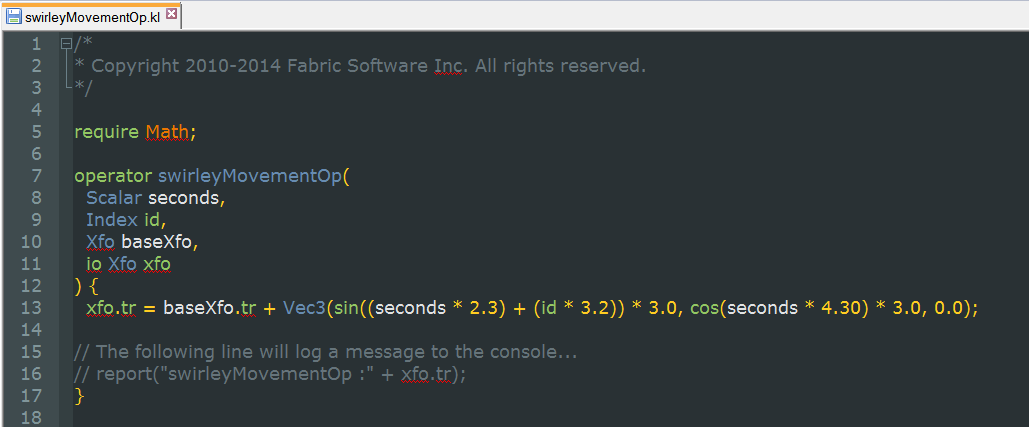 swirleyMovementOp.kl
1 /*
2 * Copyright 2010-2014 Fabric Software Inc. All rights reserved.
3 */
4
5 require Math;
6
7 operator swirleyMovementOp(
8 Scalar seconds,
9 Index id,
10 Xfo baseXfo,
11 io Xfo xfo
12 ) {
13 xfo.tr = baseXfo.tr + Vec3(sin((seconds * 2.3) + (id * 3.2)) * 3.0, cos(seconds * 4.30) * 3.0, 0.0);
14
15 // The following line will log a message to the console...
16 // report("swirleyMovementOp :" + xfo.tr);
17 }
18